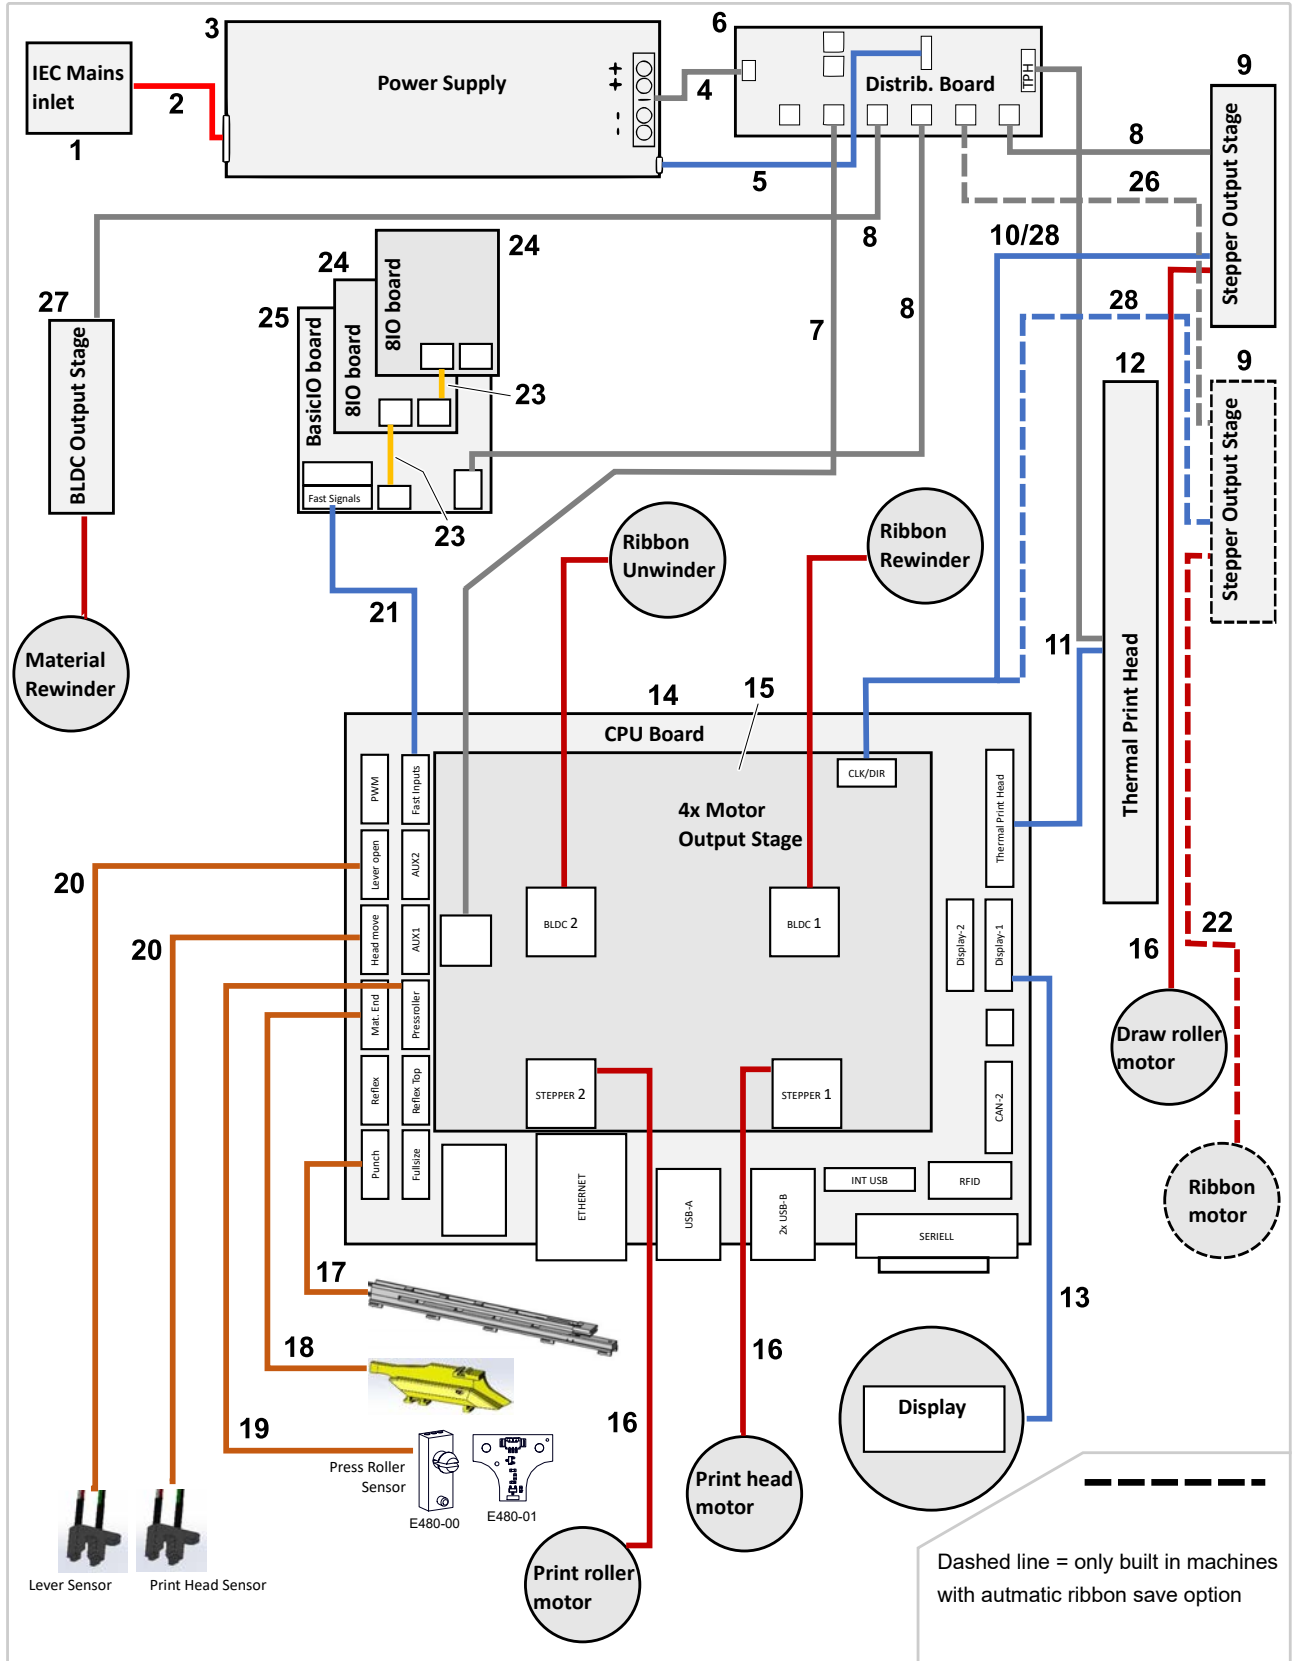 3
6
9
IEC Mains
inlet
2
1
Power Supply
++
- -
4
5
Distrib. Board
TPH
8
26
10/28
Stepper Output Stage
28
9
Stepper Output Stage
12
Thermal Print Head
11
8
7
8
24
24
25
8IO board
8IO board
BasicIO board
Fast Signals
23
23
27
BLDC Output Stage
Material
Rewinder
21
Ribbon
Unwinder
Ribbon
Rewinder
14
15
CPU Board
4x Motor
Output Stage
CLK/DIR
PWM
Fast Inputs
Lever open
AUX2
Head move
AUX1
Mat. End
Pressroller
Reflex
Reflex Top
Punch
Fullsize
BLDC 2
BLDC 1
STEPPER 2
STEPPER 1
Thermal Print Head
Display-2
Display-1
CAN-2
ETHERNET
USB-A
2x USB-B
INT USB
RFID
SERIELL
20
20
22
16
Draw roller
motor
Ribbon
motor
17
18
19
16
16
13
Display
Press Roller
Sensor
E480-00
E480-01
Print head
motor
Print roller
motor
Lever Sensor
Print Head Sensor
Dashed line = only built in machines
with autmatic ribbon save option